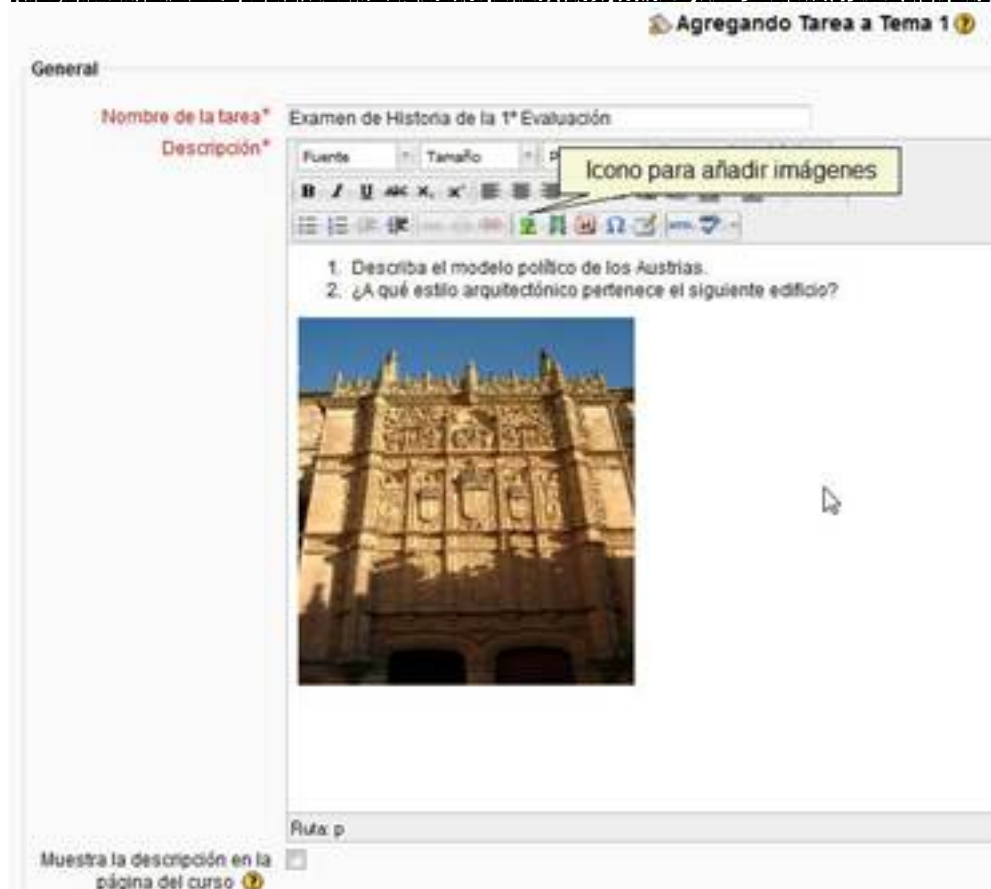 Agregando Tarea a Tema 1
General
Nombre de la tarea* Examen de Historia de la 1ª Evaluación
Descripción*
Fuente Tamaño P
Icono para añadir imágenes
B I U ABC
HTML
1. Describa el modelo político de los Austrias.
2. ¿A qué estilo arquitectónico pertenece el siguiente edificio?
Ruta: p
Muestra la descripción en la
página del curso